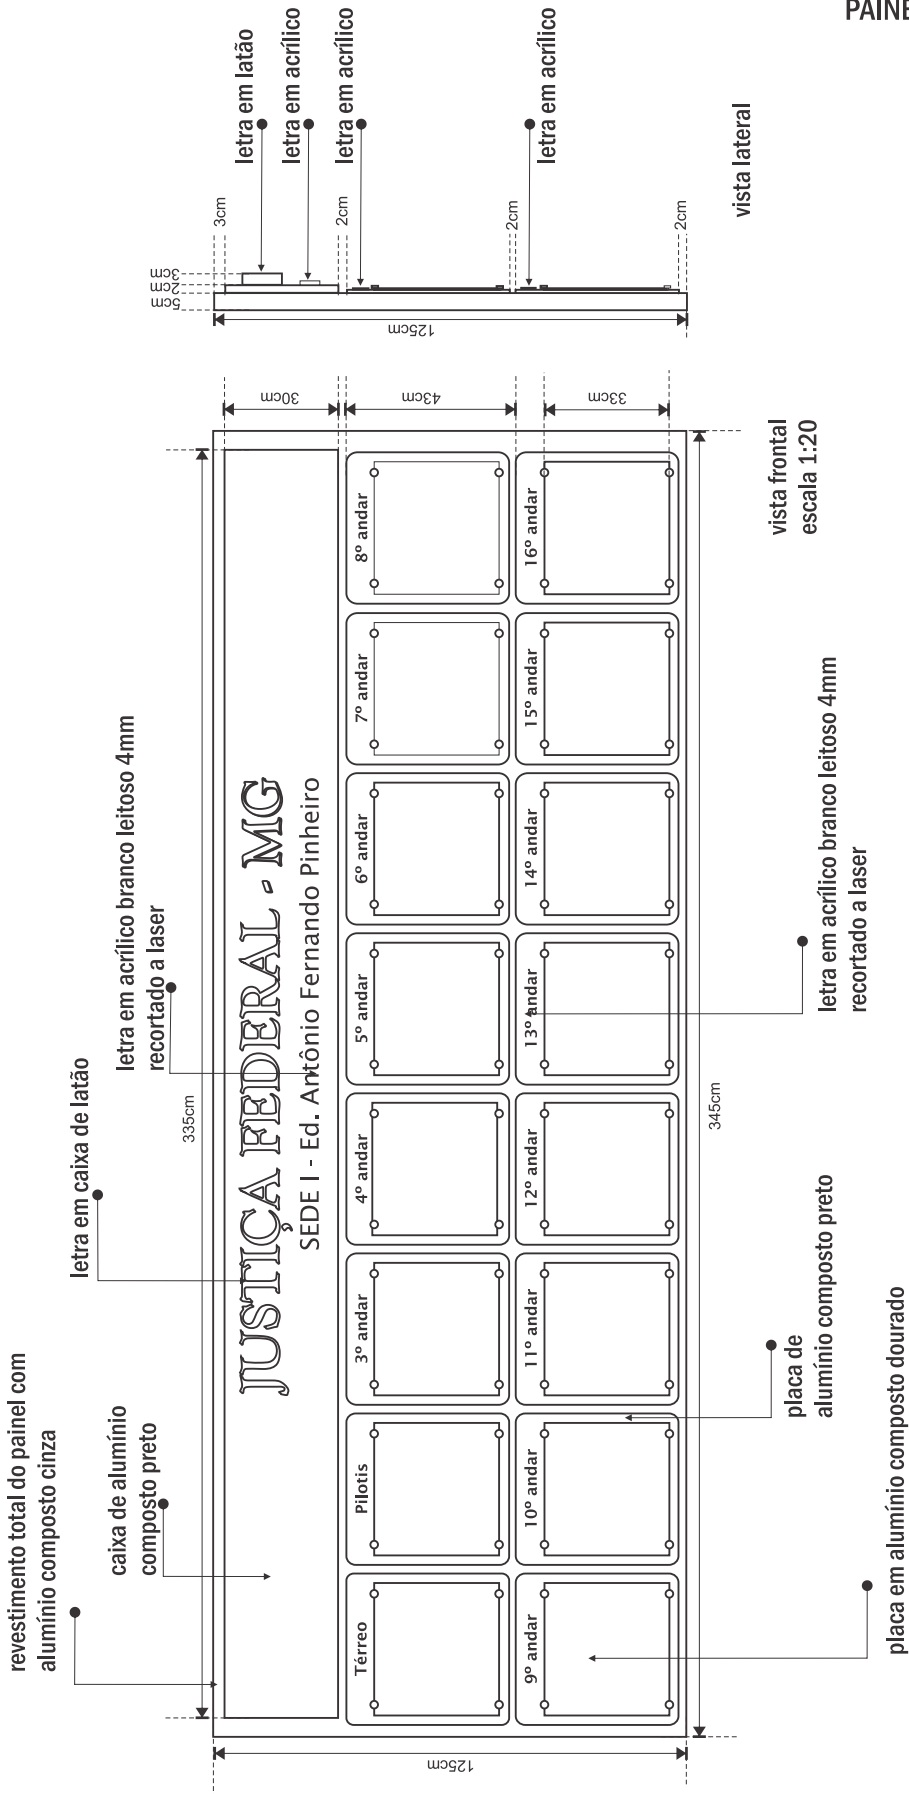 PAINE
revestimento total do painel com
alumínio composto cinza
caixa de alumínio
composto preto
letra em caixa de latão
letra em acrílico branco leitoso 4mm
recortado a laser
335cm
JUSTIÇA FEDERAL - MG
SEDE I - Ed. Antônio Fernando Pinheiro
Térreo
Pilotis
3º andar
4º andar
5º andar
6º andar
7º andar
8º andar
9º andar
10º andar
11º andar
12º andar
13º andar
14º andar
15º andar
16º andar
125cm
30cm
43cm
33cm
345cm
placa em alumínio composto dourado
placa de
alumínio composto preto
letra em acrílico branco leitoso 4mm
recortado a laser
vista frontal
escala 1:20
125cm
5cm
2cm
3cm
3cm
2cm
2cm
2cm
letra em latão
letra em acrílico
letra em acrílico
letra em acrílico
vista lateral